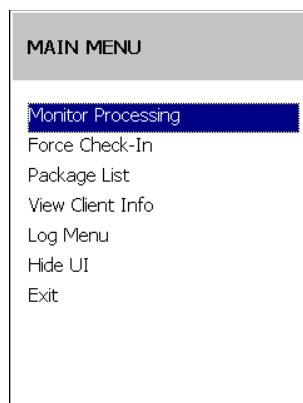 MAIN MENU
Monitor Processing
Force Check-In
Package List
View Client Info
Log Menu
Hide UI
Exit